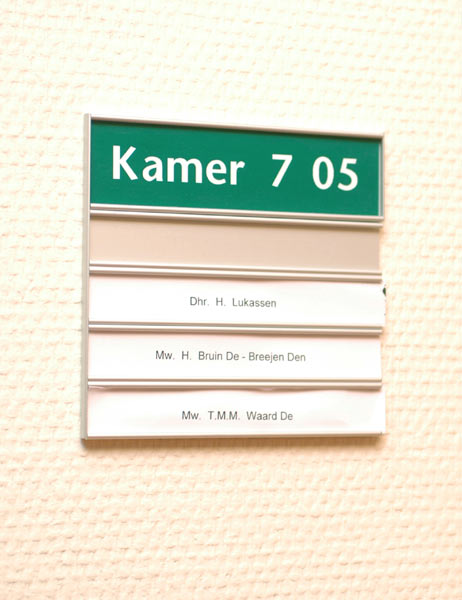 Kamer 7 05
Dhr. H. Lukassen
Mw. H. Bruin De - Breejen Den
Mw. T.M.M. Waard De